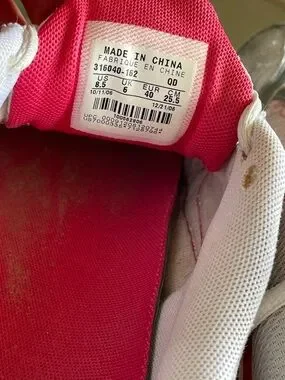 MADE IN CHINA
FABRIQUE EN CHINE
316040-162 QD
US UK EUR CM
8.5 6 40 25.5
10/11/06 12/21/06